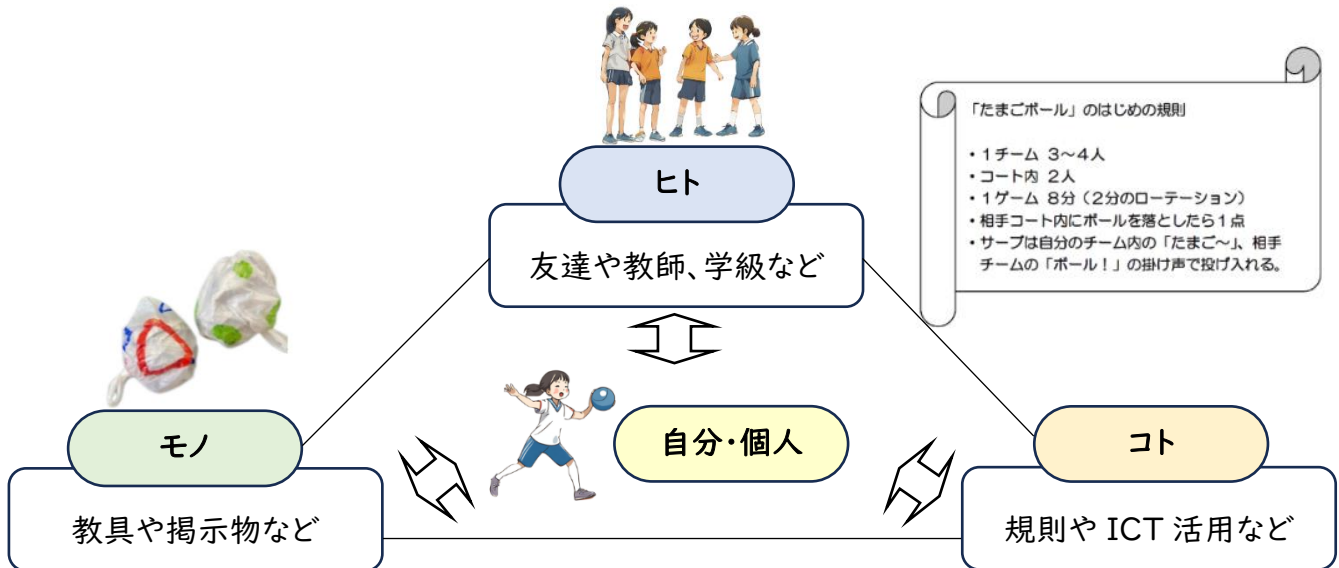 ヒト
友達や教師、学級など
「たまごボール」のはじめの規則
・1チーム 3～4人
・コート内 2人
・1ゲーム 8分（2分のローテーション）
・相手コート内にボールを落としたら1点
・サーブは自分のチーム内の「たまご～」、相手
チームの「ボール！」の掛け声で投げ入れる。
モノ
教具や掲示物など
自分・個人
コト
規則や ICT 活用など